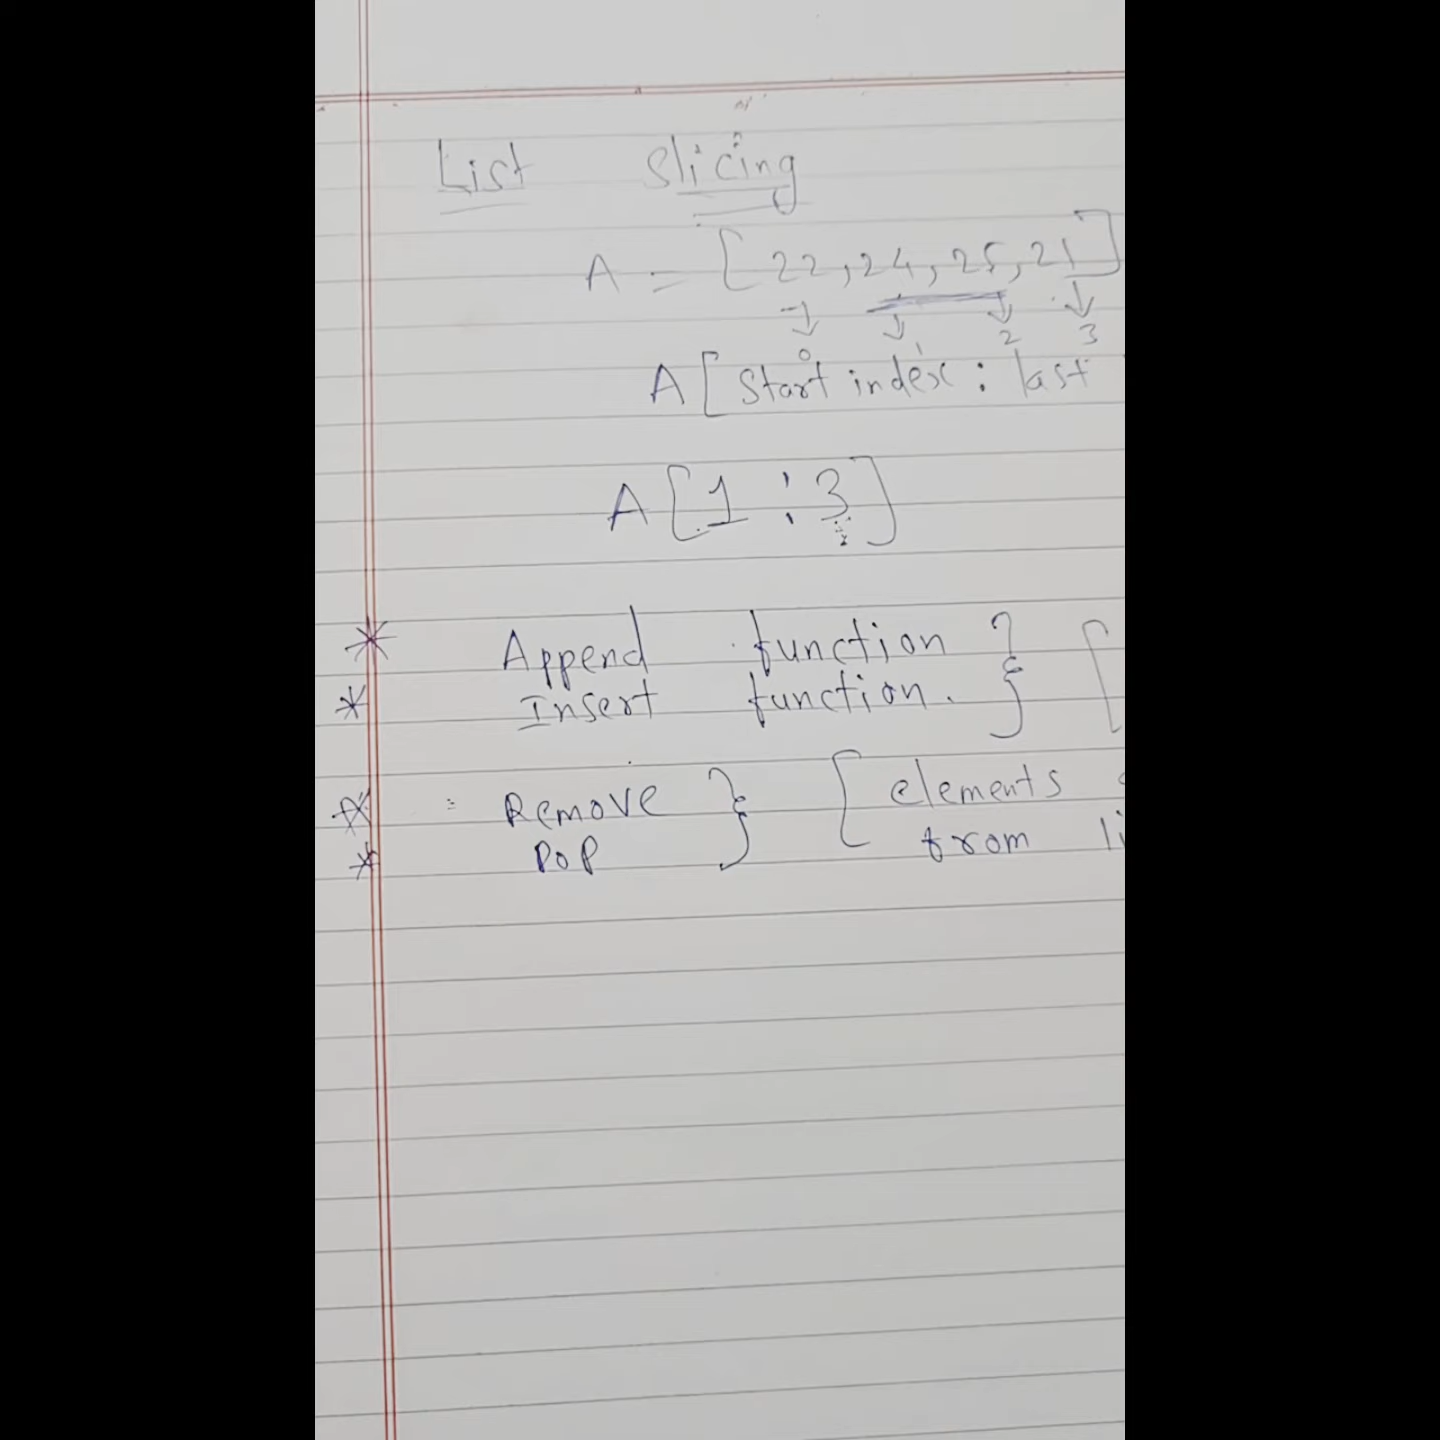 List Slicing
A = [22, 24, 25, 21]
0 1 2 3
A[Start index : last
A[1 : 3]
* Append function }
* Insert function. } [
* Remove } [elements
* POP } from li